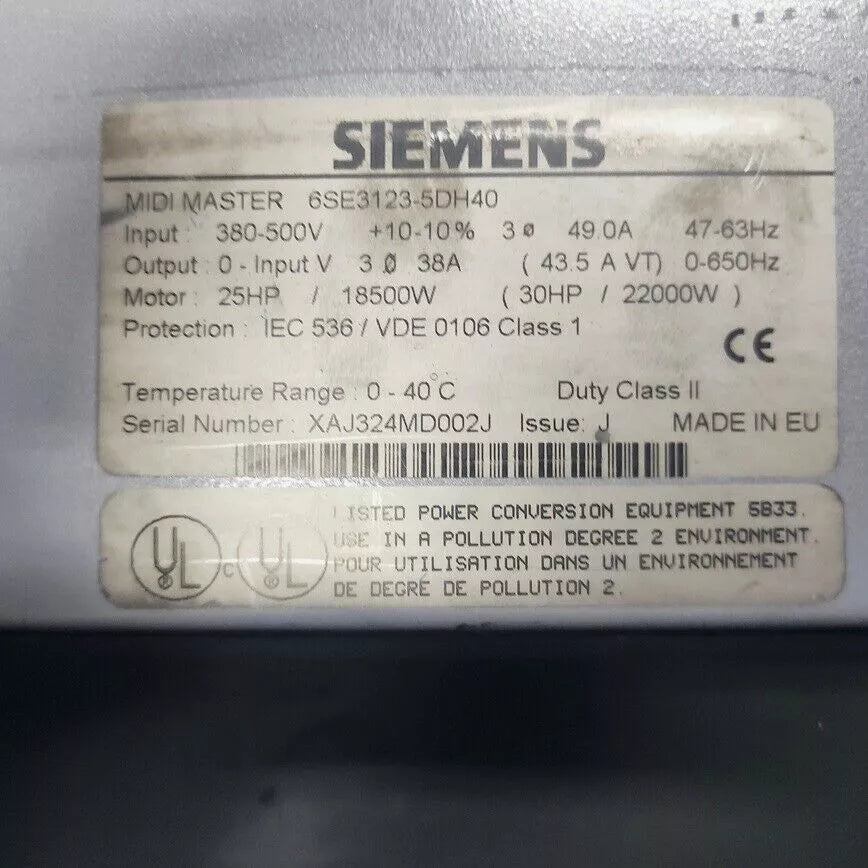 SIEMENS
MIDI MASTER 6SE3123-5DH40
Input : 380-500V +10-10% 3 ø 49.0A 47-63Hz
Output : 0 - Input V 3 Ø 38A ( 43.5 A VT) 0-650Hz
Motor : 25HP / 18500W ( 30HP / 22000W )
Protection : IEC 536 / VDE 0106 Class 1
CE
Temperature Range : 0 - 40°C Duty Class II
Serial Number : XAJ324MD002J Issue: J MADE IN EU
UL c UL
LISTED POWER CONVERSION EQUIPMENT 5B33.
USE IN A POLLUTION DEGREE 2 ENVIRONMENT.
POUR UTILISATION DANS UN ENVIRONNEMENT
DE DEGRÉ DE POLLUTION 2.